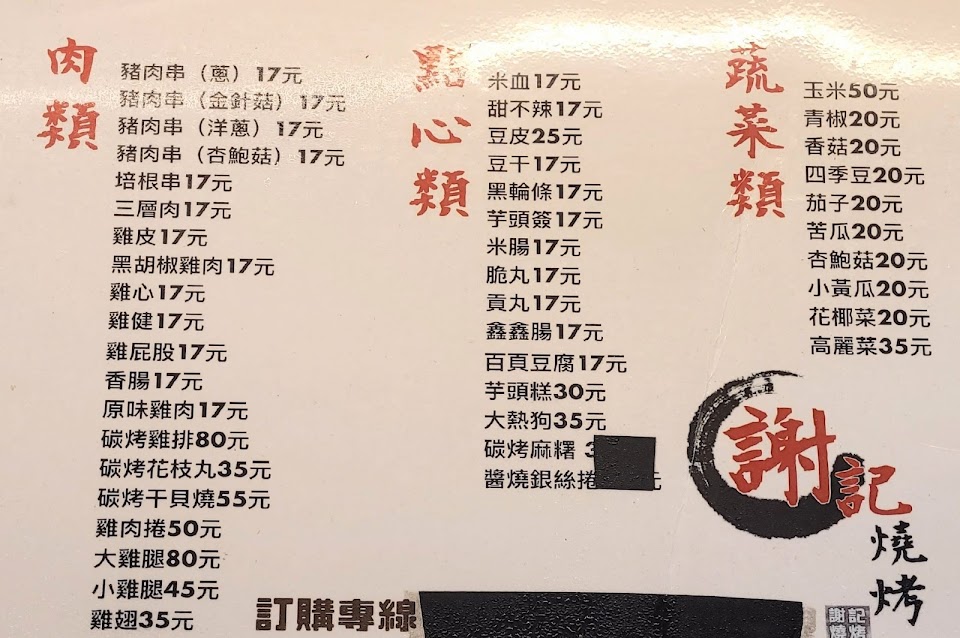 肉類
豬肉串（蔥）17元
豬肉串（金針菇）17元
豬肉串（洋蔥）17元
豬肉串（杏鮑菇）17元
培根串17元
三層肉17元
雞皮17元
黑胡椒雞肉17元
雞心17元
雞健17元
雞屁股17元
香腸17元
原味雞肉17元
碳烤雞排80元
碳烤花枝丸35元
碳烤干貝燒55元
雞肉捲50元
大雞腿80元
小雞腿45元
雞翅35元
點心類
米血17元
甜不辣17元
豆皮25元
豆干17元
黑輪條17元
芋頭簽17元
米腸17元
脆丸17元
貢丸17元
鑫鑫腸17元
百頁豆腐17元
芋頭糕30元
大熱狗35元
碳烤麻糬
醬燒銀絲捲
蔬菜類
玉米50元
青椒20元
香菇20元
四季豆20元
茄子20元
苦瓜20元
杏鮑菇20元
小黃瓜20元
花椰菜20元
高麗菜35元
謝記
燒烤
訂購專線
謝記
燒烤